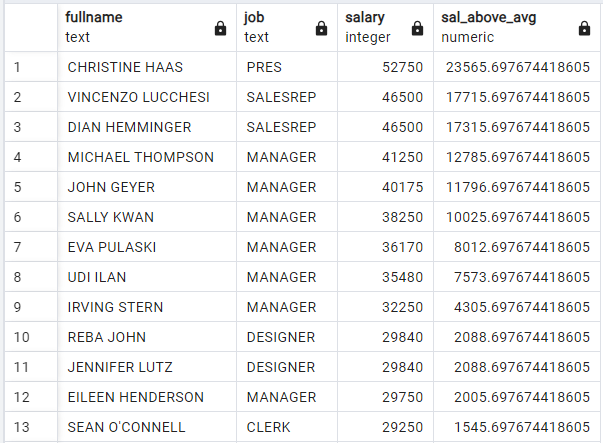 fullname job salary sal_above_avg
text text integer numeric
1 CHRISTINE HAAS PRES 52750 23565.697674418605
2 VINCENZO LUCCHESI SALESREP 46500 17715.697674418605
3 DIAN HEMMINGER SALESREP 46500 17315.697674418605
4 MICHAEL THOMPSON MANAGER 41250 12785.697674418605
5 JOHN GEYER MANAGER 40175 11796.697674418605
6 SALLY KWAN MANAGER 38250 10025.697674418605
7 EVA PULASKI MANAGER 36170 8012.697674418605
8 UDI ILAN MANAGER 35480 7573.697674418605
9 IRVING STERN MANAGER 32250 4305.697674418605
10 REBA JOHN DESIGNER 29840 2088.697674418605
11 JENNIFER LUTZ DESIGNER 29840 2088.697674418605
12 EILEEN HENDERSON MANAGER 29750 2005.697674418605
13 SEAN O'CONNELL CLERK 29250 1545.697674418605